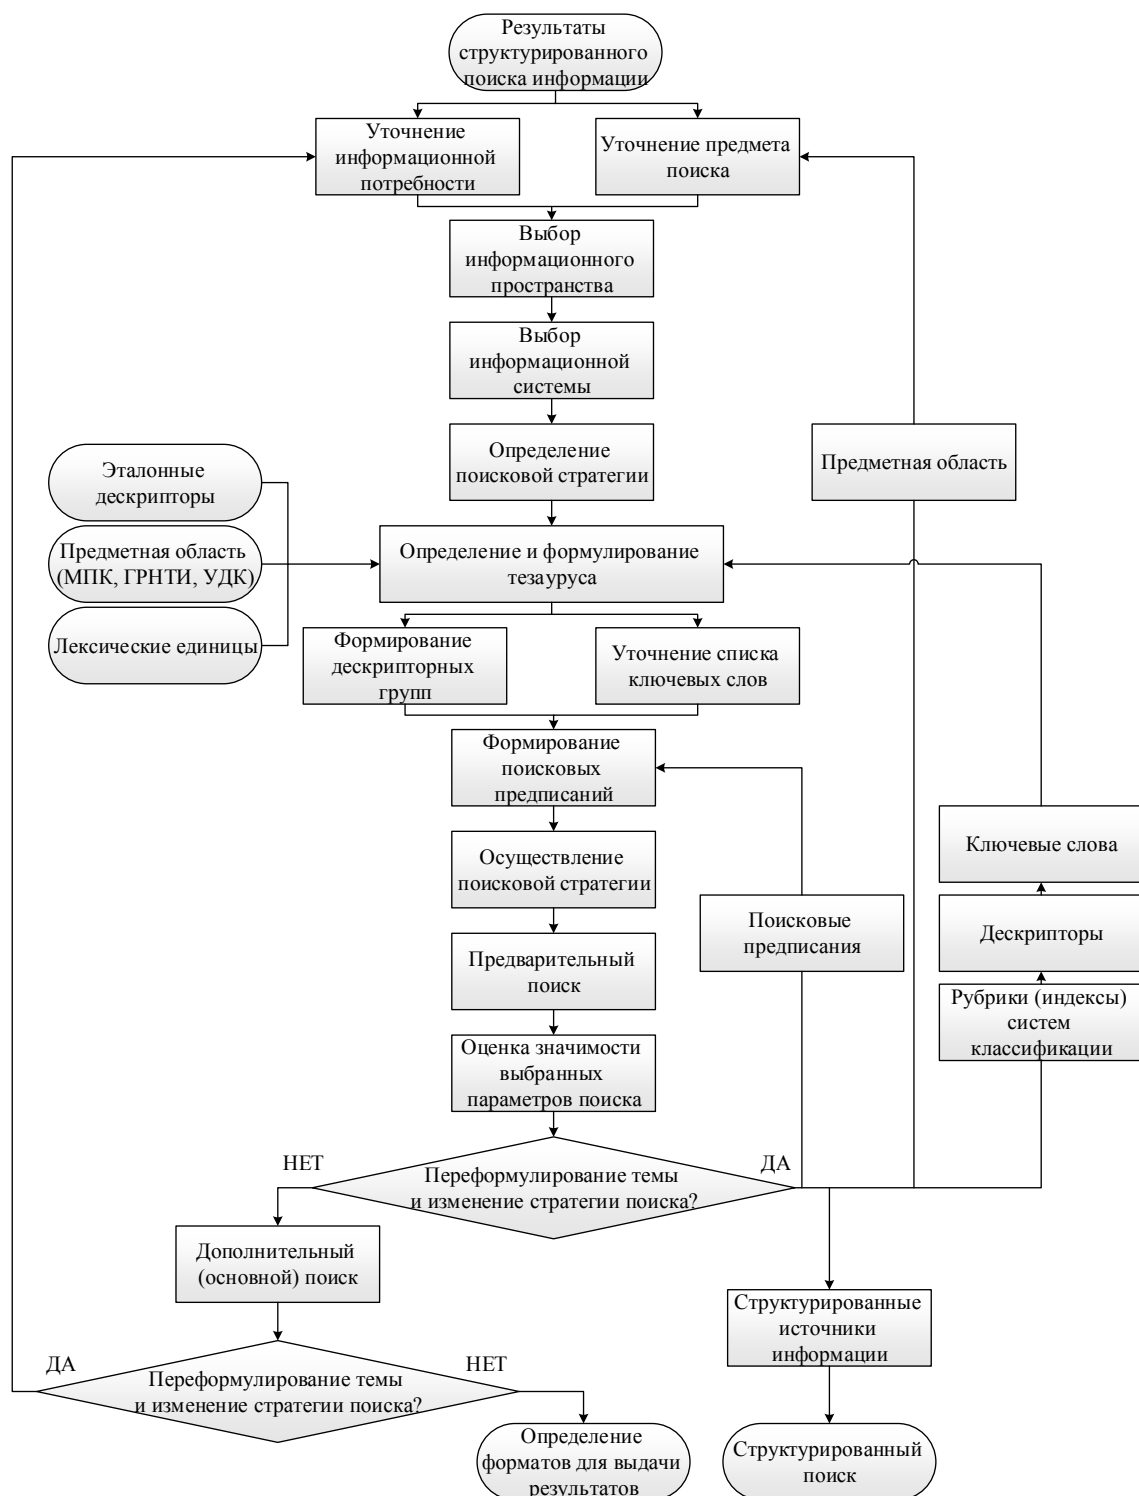 Результаты
структурированного
поиска информации
Уточнение
информационной
потребности
Уточнение предмета
поиска
Выбор
информационного
пространства
Выбор
информационной
системы
Определение
поисковой стратегии
Предметная область
Эталонные
дескрипторы
Предметная область
(МПК, ГРНТИ, УДК)
Лексические единицы
Определение и формулирование
тезауруса
Формирование
дескрипторных
групп
Уточнение списка
ключевых слов
Формирование
поисковых
предписаний
Осуществление
поисковой стратегии
Предварительный
поиск
Оценка значимости
выбранных
параметров поиска
Поисковые
предписания
Ключевые слова
Дескрипторы
Рубрики (индексы)
систем
классификации
НЕТ
Переформулирование темы
и изменение стратегии поиска?
ДА
Дополнительный
(основной) поиск
Структурированные
источники
информации
ДА
Переформулирование темы
и изменение стратегии поиска?
НЕТ
Определение
форматов для выдачи
результатов
Структурированный
поиск